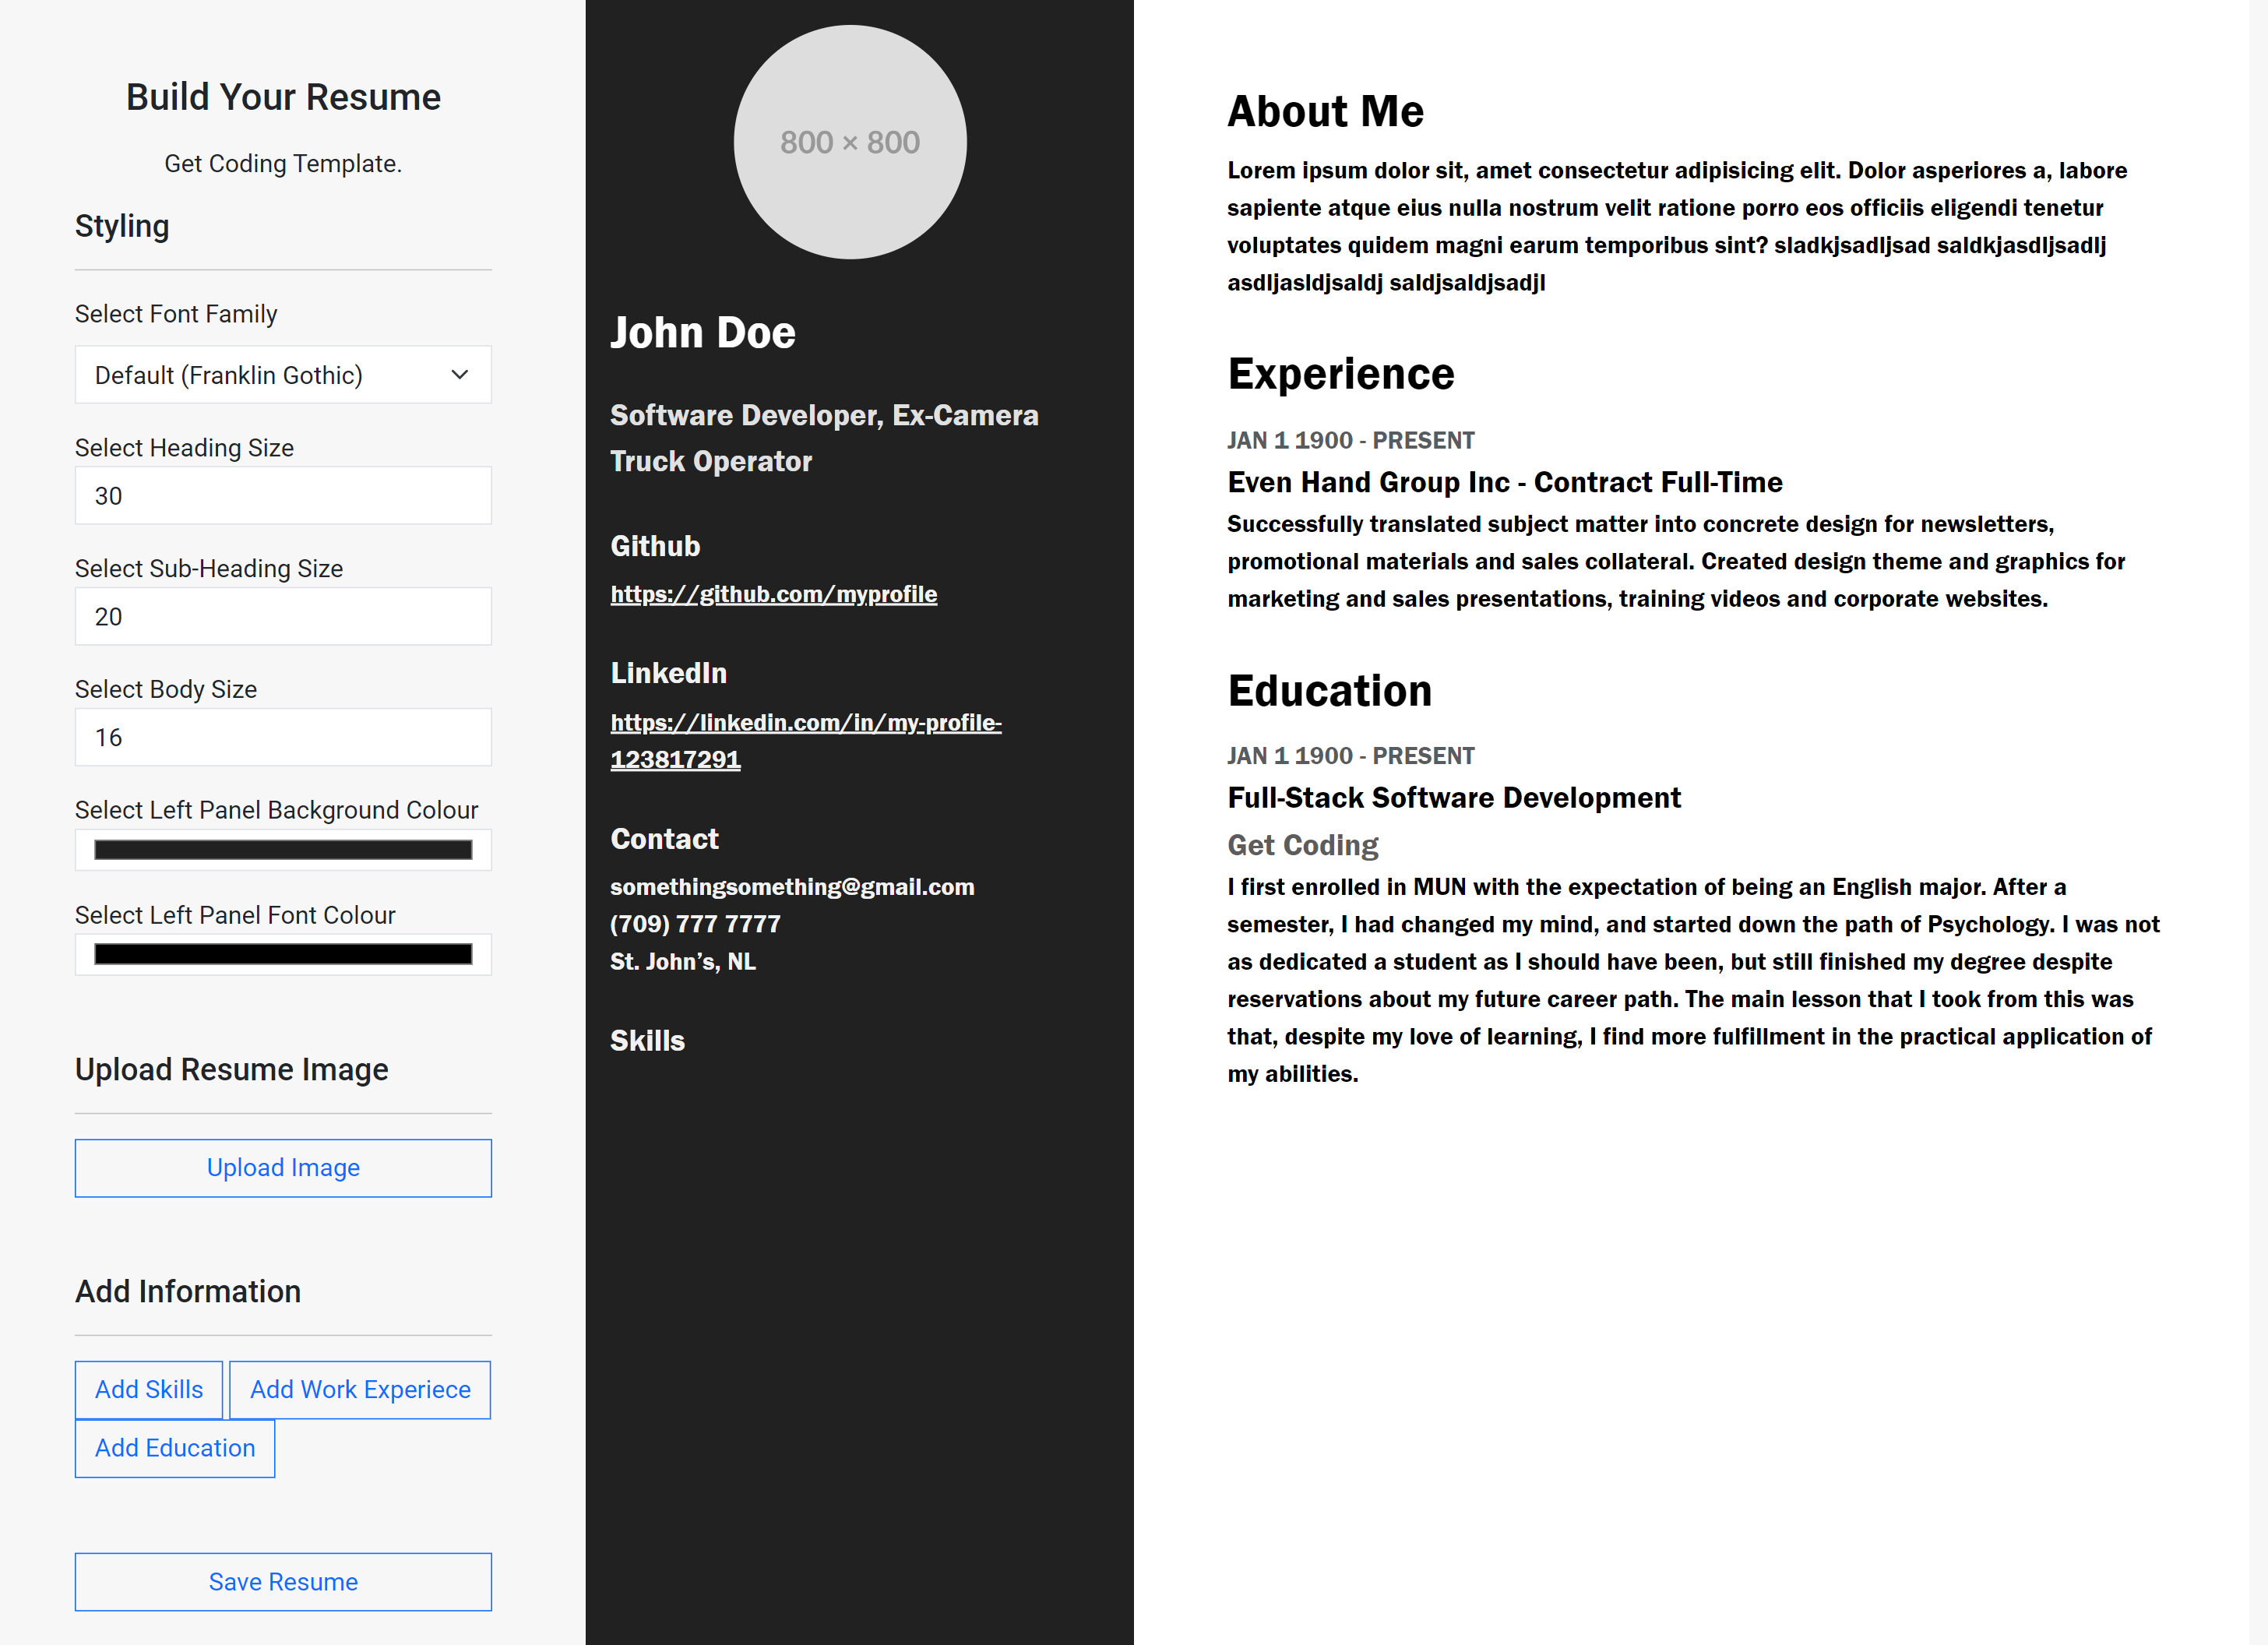 Build Your Resume
Get Coding Template.
Styling
Select Font Family
Default (Franklin Gothic)
Select Heading Size
30
Select Sub-Heading Size
20
Select Body Size
16
Select Left Panel Background Colour
Select Left Panel Font Colour
Upload Resume Image
Upload Image
Add Information
Add Skills
Add Work Experiece
Add Education
Save Resume
800 × 800
John Doe
Software Developer, Ex-Camera
Truck Operator
Github
https://github.com/myprofile
LinkedIn
https://linkedin.com/in/my-profile-
123817291
Contact
somethingsomething@gmail.com
(709) 777 7777
St. John’s, NL
Skills
About Me
Lorem ipsum dolor sit, amet consectetur adipisicing elit. Dolor asperiores a, labore
sapiente atque eius nulla nostrum velit ratione porro eos officiis eligendi tenetur
voluptates quidem magni earum temporibus sint? sladkjsadljsad saldkjasdljsadlj
asdljasldjsaldj saldjsaldjsadjl
Experience
JAN 1 1900 - PRESENT
Even Hand Group Inc - Contract Full-Time
Successfully translated subject matter into concrete design for newsletters,
promotional materials and sales collateral. Created design theme and graphics for
marketing and sales presentations, training videos and corporate websites.
Education
JAN 1 1900 - PRESENT
Full-Stack Software Development
Get Coding
I first enrolled in MUN with the expectation of being an English major. After a
semester, I had changed my mind, and started down the path of Psychology. I was not
as dedicated a student as I should have been, but still finished my degree despite
reservations about my future career path. The main lesson that I took from this was
that, despite my love of learning, I find more fulfillment in the practical application of
my abilities.